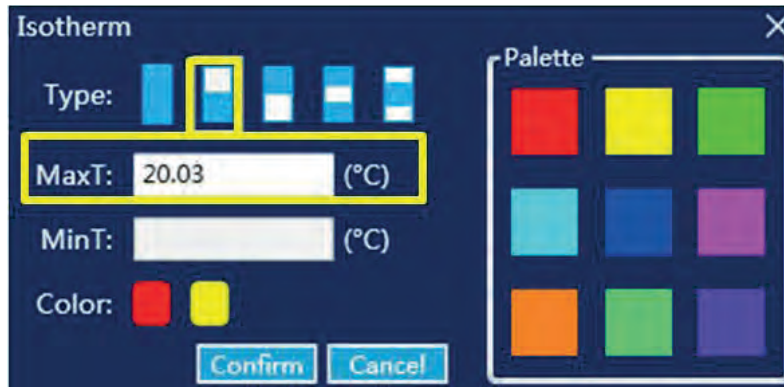 Isotherm
Palette
Type:
MaxT: 20.03 (°C)
MinT: (°C)
Color:
Confirm Cancel